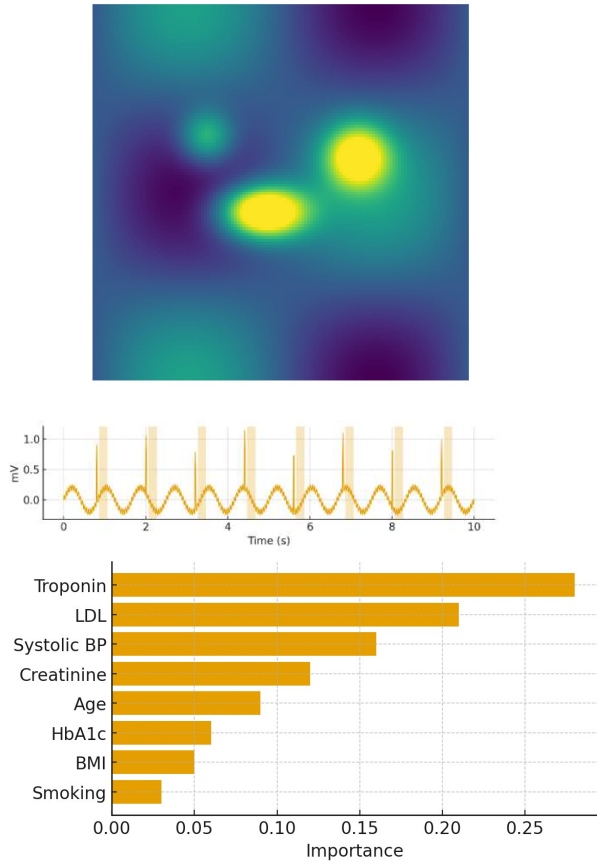 1.0
0.5
0.0
mV
0 2 4 6 8 10
Time (s)
Troponin
LDL
Systolic BP
Creatinine
Age
HbA1c
BMI
Smoking
0.00 0.05 0.10 0.15 0.20 0.25
Importance